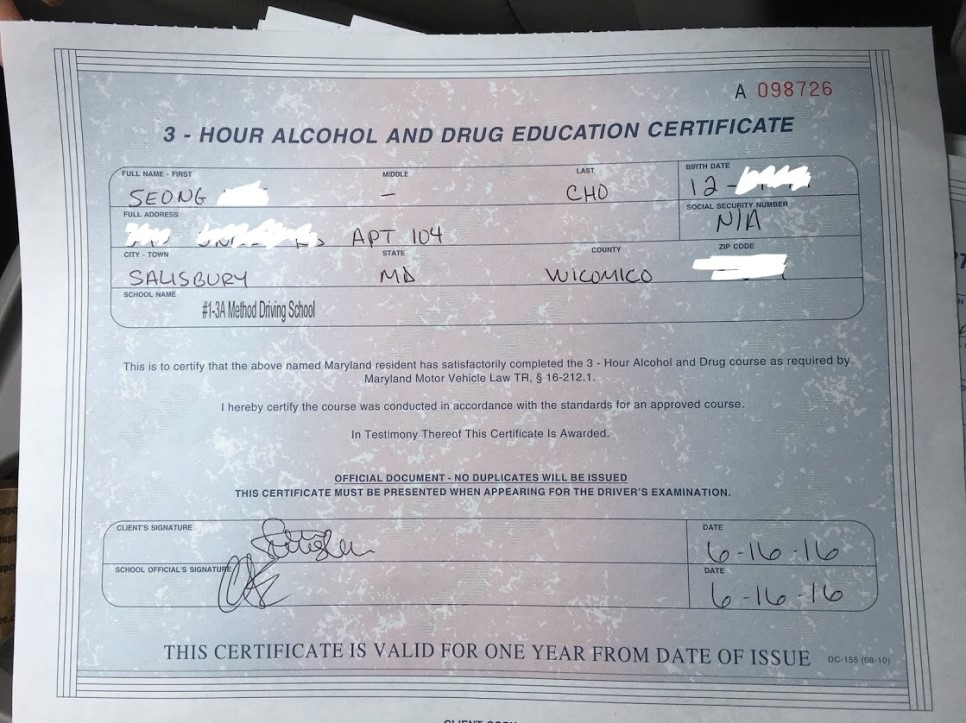 A 098726
3 - HOUR ALCOHOL AND DRUG EDUCATION CERTIFICATE
FULL NAME - FIRST MIDDLE LAST BIRTH DATE
SEONG - CHO 12-
FULL ADDRESS SOCIAL SECURITY NUMBER
APT 104 N/A
CITY - TOWN STATE COUNTY ZIP CODE
SALISBURY MD WICOMICO
SCHOOL NAME
#1-3A Method Driving School
This is to certify that the above named Maryland resident has satisfactorily completed the 3 - Hour Alcohol and Drug course as required by
Maryland Motor Vehicle Law TR, § 16-212.1.
I hereby certify the course was conducted in accordance with the standards for an approved course.
In Testimony Thereof This Certificate Is Awarded.
OFFICIAL DOCUMENT - NO DUPLICATES WILL BE ISSUED
THIS CERTIFICATE MUST BE PRESENTED WHEN APPEARING FOR THE DRIVER'S EXAMINATION.
CLIENT'S SIGNATURE DATE
6-16-16
SCHOOL OFFICIAL'S SIGNATURE DATE
6-16-16
THIS CERTIFICATE IS VALID FOR ONE YEAR FROM DATE OF ISSUE DC-155 (08-10)
CLIENT COPY